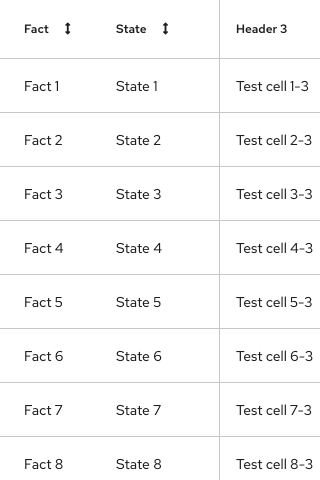 Fact State Header 3
Fact 1 State 1 Test cell 1-3
Fact 2 State 2 Test cell 2-3
Fact 3 State 3 Test cell 3-3
Fact 4 State 4 Test cell 4-3
Fact 5 State 5 Test cell 5-3
Fact 6 State 6 Test cell 6-3
Fact 7 State 7 Test cell 7-3
Fact 8 State 8 Test cell 8-3